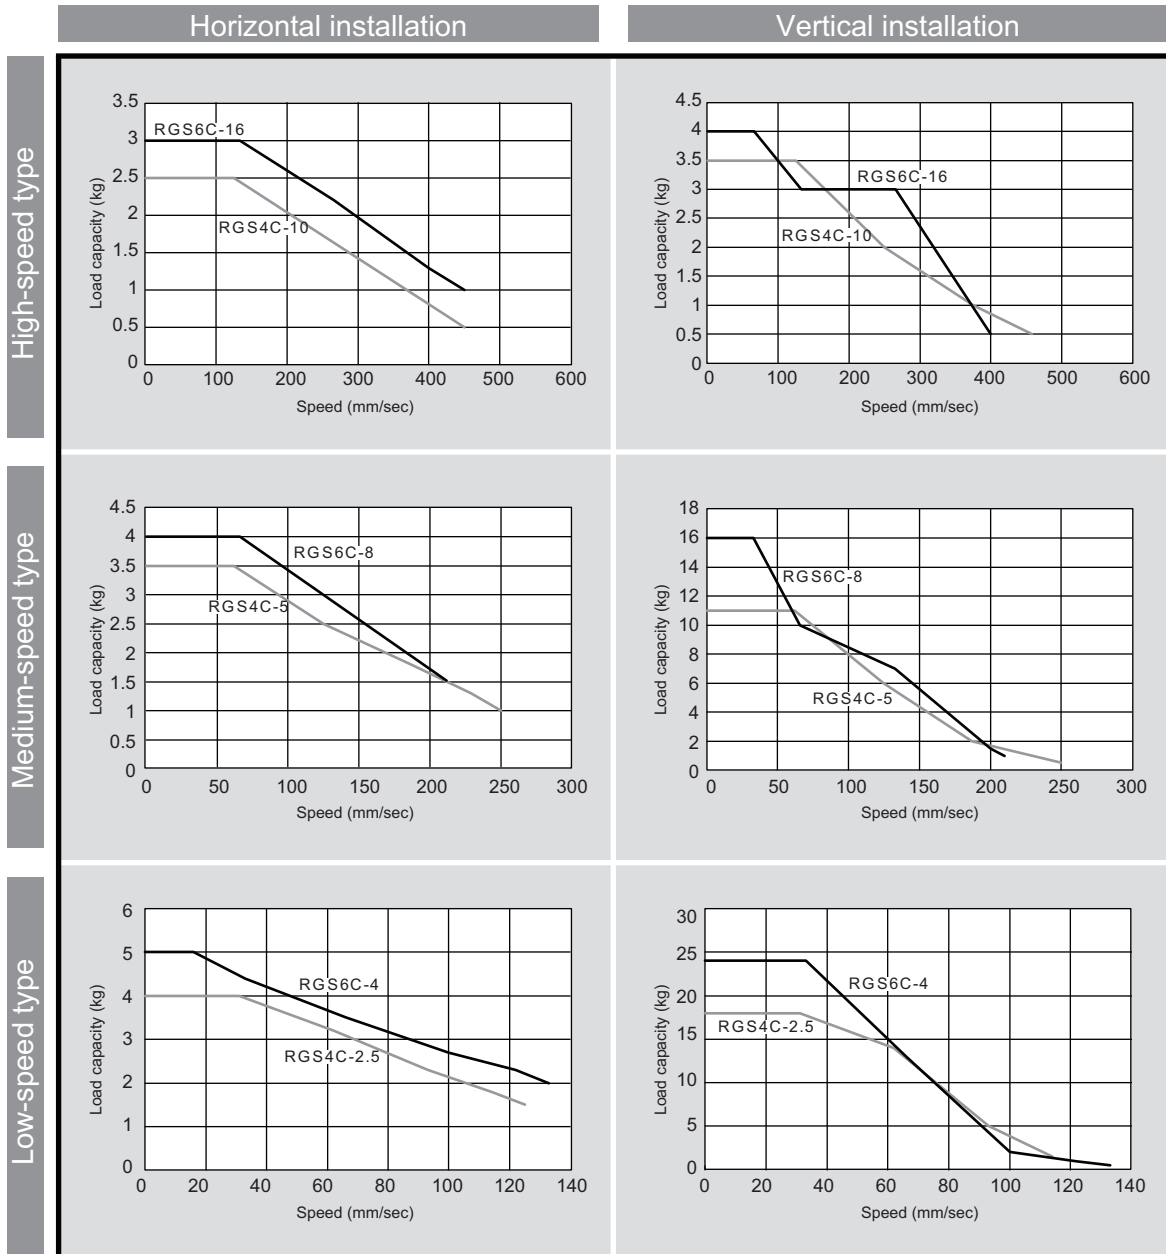 Horizontal installation
Vertical installation
High-speed type
3.5
3
2.5
2
1.5
1
0.5
0
Load capacity (kg)
RGS6C-16
RGS4C-10
0 100 200 300 400 500 600
Speed (mm/sec)
4.5
4
3.5
3
2.5
2
1.5
1
0.5
0
Load capacity (kg)
RGS6C-16
RGS4C-10
0 100 200 300 400 500 600
Speed (mm/sec)
Medium-speed type
4.5
4
3.5
3
2.5
2
1.5
1
0.5
0
Load capacity (kg)
RGS6C-8
RGS4C-5
0 50 100 150 200 250 300
Speed (mm/sec)
18
16
14
12
10
8
6
4
2
0
Load capacity (kg)
RGS6C-8
RGS4C-5
0 50 100 150 200 250 300
Speed (mm/sec)
Low-speed type
6
5
4
3
2
1
0
Load capacity (kg)
RGS6C-4
RGS4C-2.5
0 20 40 60 80 100 120 140
Speed (mm/sec)
30
25
20
15
10
5
0
Load capacity (kg)
RGS6C-4
RGS4C-2.5
0 20 40 60 80 100 120 140
Speed (mm/sec)